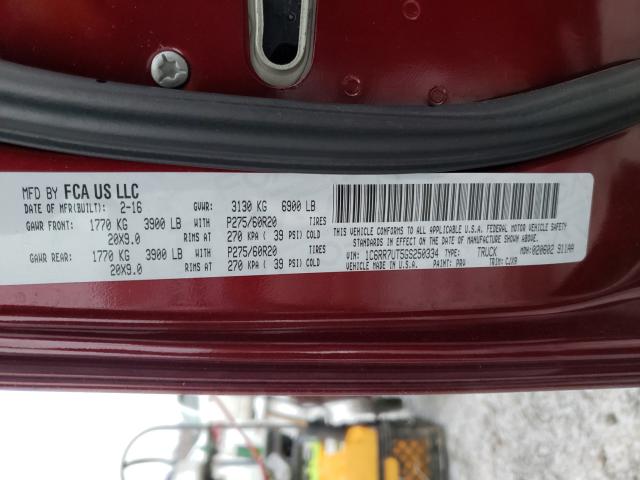 MFD BY FCA US LLC
DATE OF MFR(BUILT): 2-16 GVWR: 3130 KG 6900 LB
GAWR FRONT: 1770 KG 3900 LB WITH P275/60R20 TIRES
20X9.0 RIMS AT 270 KPA ( 39 PSI) COLD
GAWR REAR: 1770 KG 3900 LB WITH P275/60R20 TIRES
20X9.0 RIMS AT 270 KPA ( 39 PSI) COLD
THIS VEHICLE CONFORMS TO ALL APPLICABLE U.S.A. FEDERAL MOTOR VEHICLE SAFETY
STANDARDS IN EFFECT ON THE DATE OF MANUFACTURE SHOWN ABOVE.
VIN: 1C6RR7UT5GS250334 TYPE: TRUCK MDH: 020602 911AA
VEHICLE MADE IN U.S.A. PAINT: PRV TRIM: CJX9